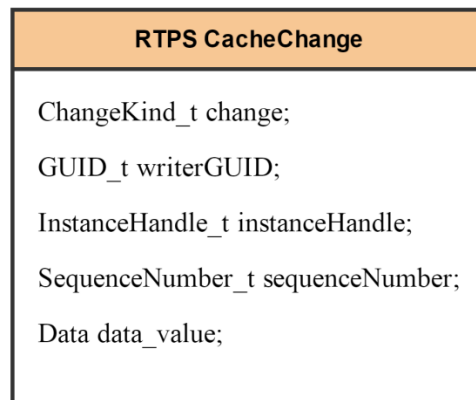 RTPS CacheChange
ChangeKind_t change;
GUID_t writerGUID;
InstanceHandle_t instanceHandle;
SequenceNumber_t sequenceNumber;
Data data_value;